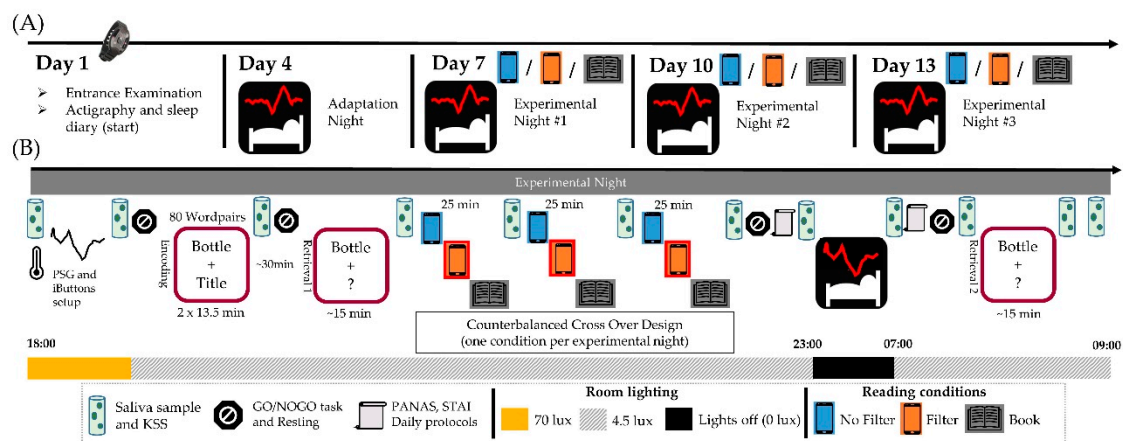 (A)
Day 1
➢ Entrance Examination
➢ Actigraphy and sleep
diary (start)
Day 4
Adaptation
Night
Day 7
/ /
Experimental
Night #1
Day 10
/ /
Experimental
Night #2
Day 13
/ /
Experimental
Night #3
(B)
Experimental Night
PSG and
iButtons
setup
80 Wordpairs
Encoding
Bottle
+
Title
2 x 13.5 min
~30min
Retrieval 1
Bottle
+
?
~15 min
25 min
25 min
25 min
Counterbalanced Cross Over Design
(one condition per experimental night)
Retrieval 2
Bottle
+
?
~15 min
18:00
23:00
07:00
09:00
Saliva sample
and KSS
GO/NOGO task
and Resting
PANAS, STAI
Daily protocols
Room lighting
70 lux
4.5 lux
Lights off (0 lux)
Reading conditions
No Filter
Filter
Book